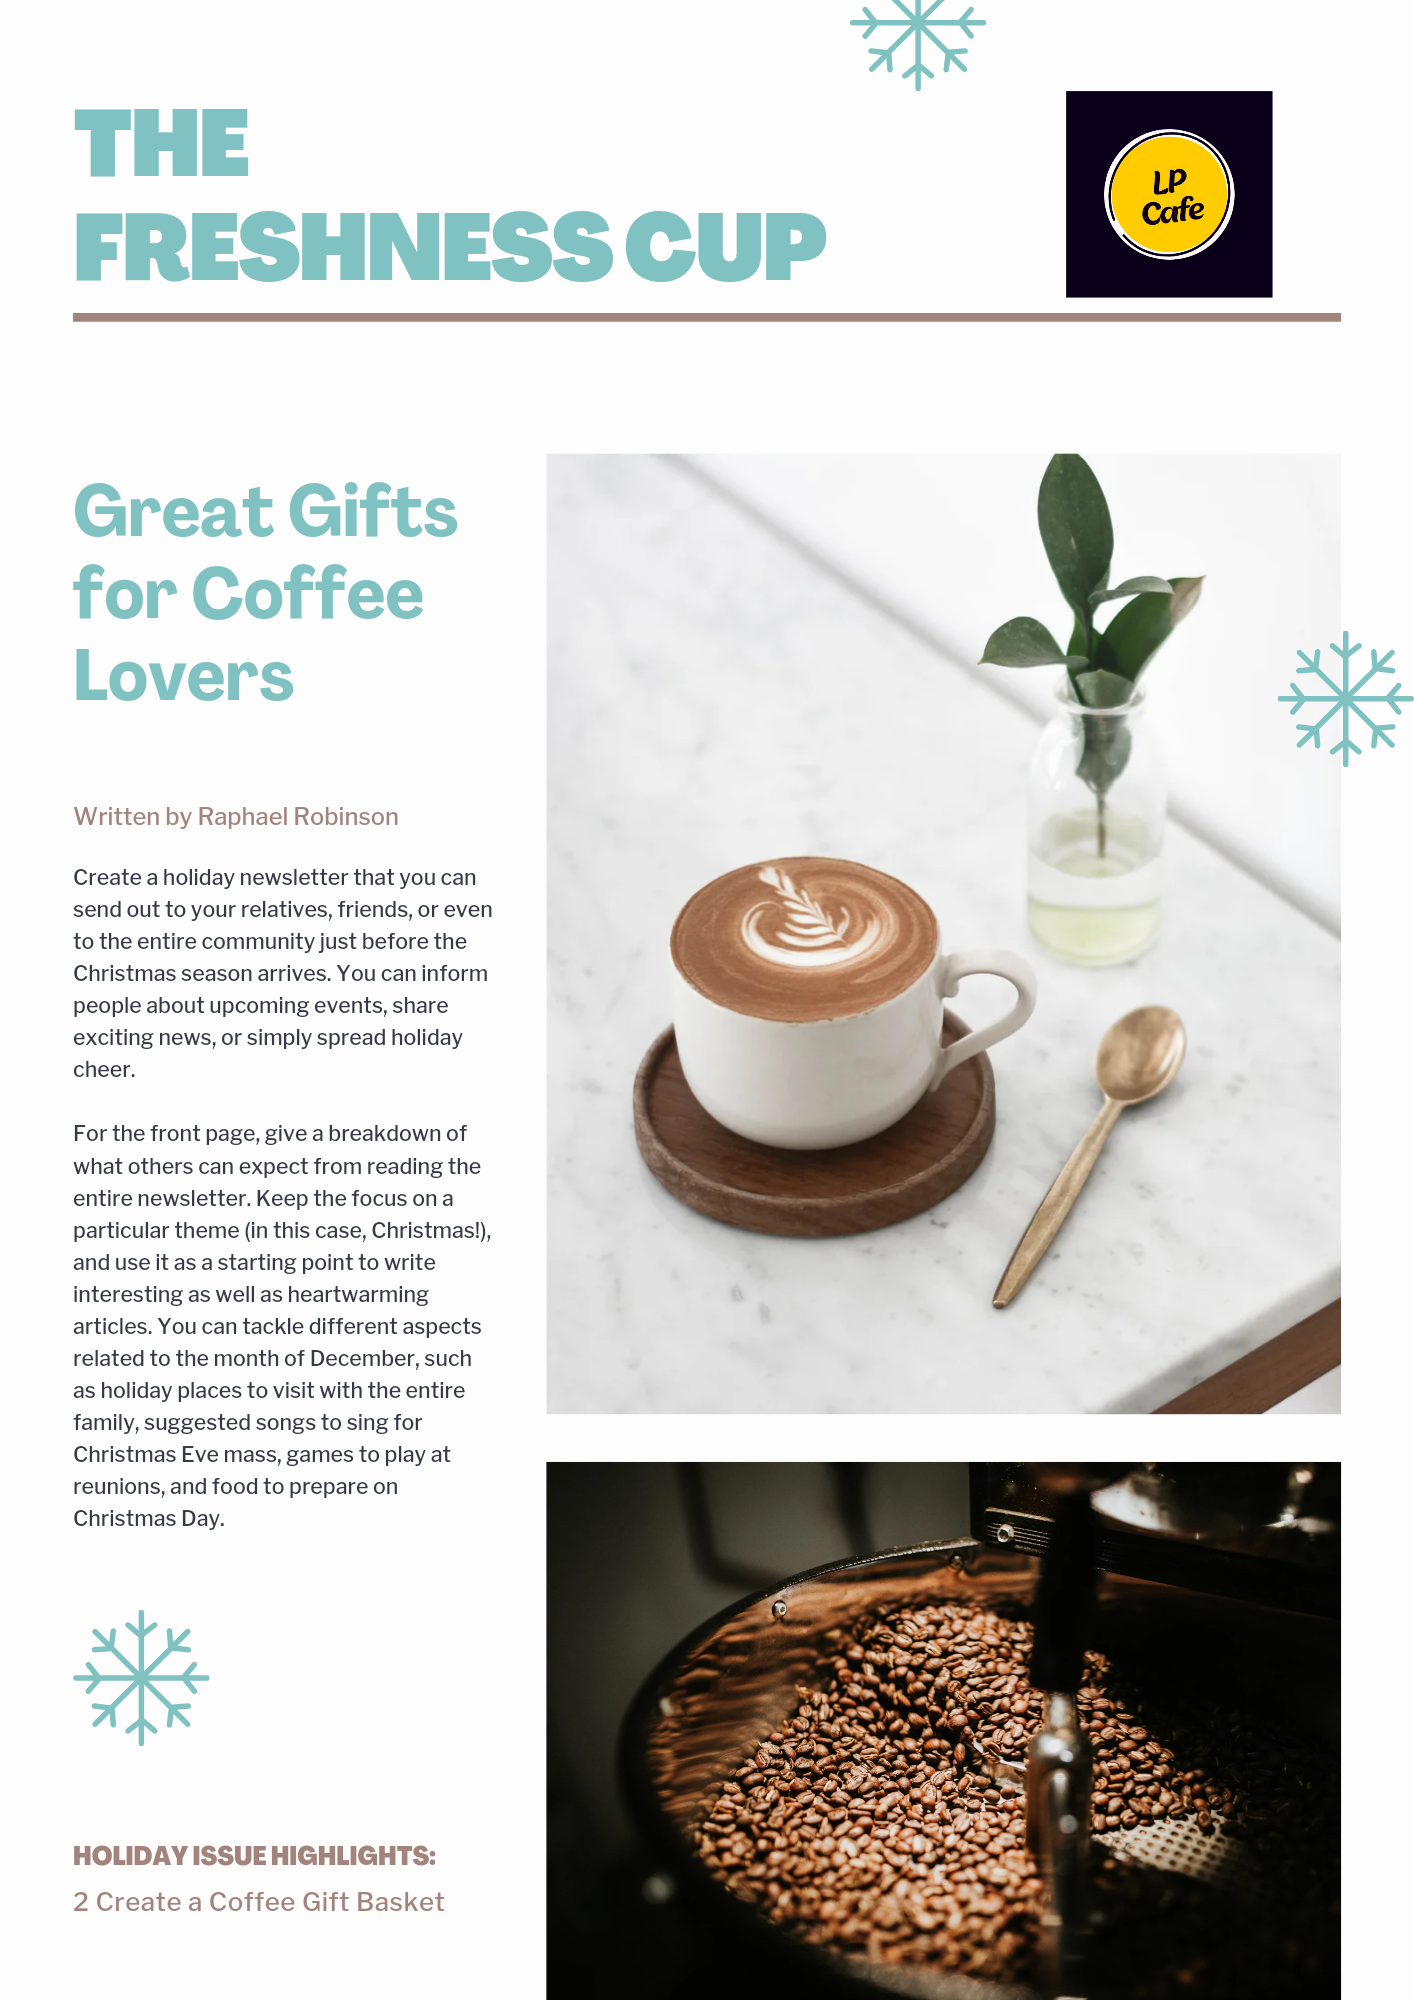 THE
FRESHNESS CUP
LP
Cafe
Great Gifts
for Coffee
Lovers
Written by Raphael Robinson
Create a holiday newsletter that you can
send out to your relatives, friends, or even
to the entire community just before the
Christmas season arrives. You can inform
people about upcoming events, share
exciting news, or simply spread holiday
cheer.
For the front page, give a breakdown of
what others can expect from reading the
entire newsletter. Keep the focus on a
particular theme (in this case, Christmas!),
and use it as a starting point to write
interesting as well as heartwarming
articles. You can tackle different aspects
related to the month of December, such
as holiday places to visit with the entire
family, suggested songs to sing for
Christmas Eve mass, games to play at
reunions, and food to prepare on
Christmas Day.
HOLIDAY ISSUE HIGHLIGHTS:
2 Create a Coffee Gift Basket